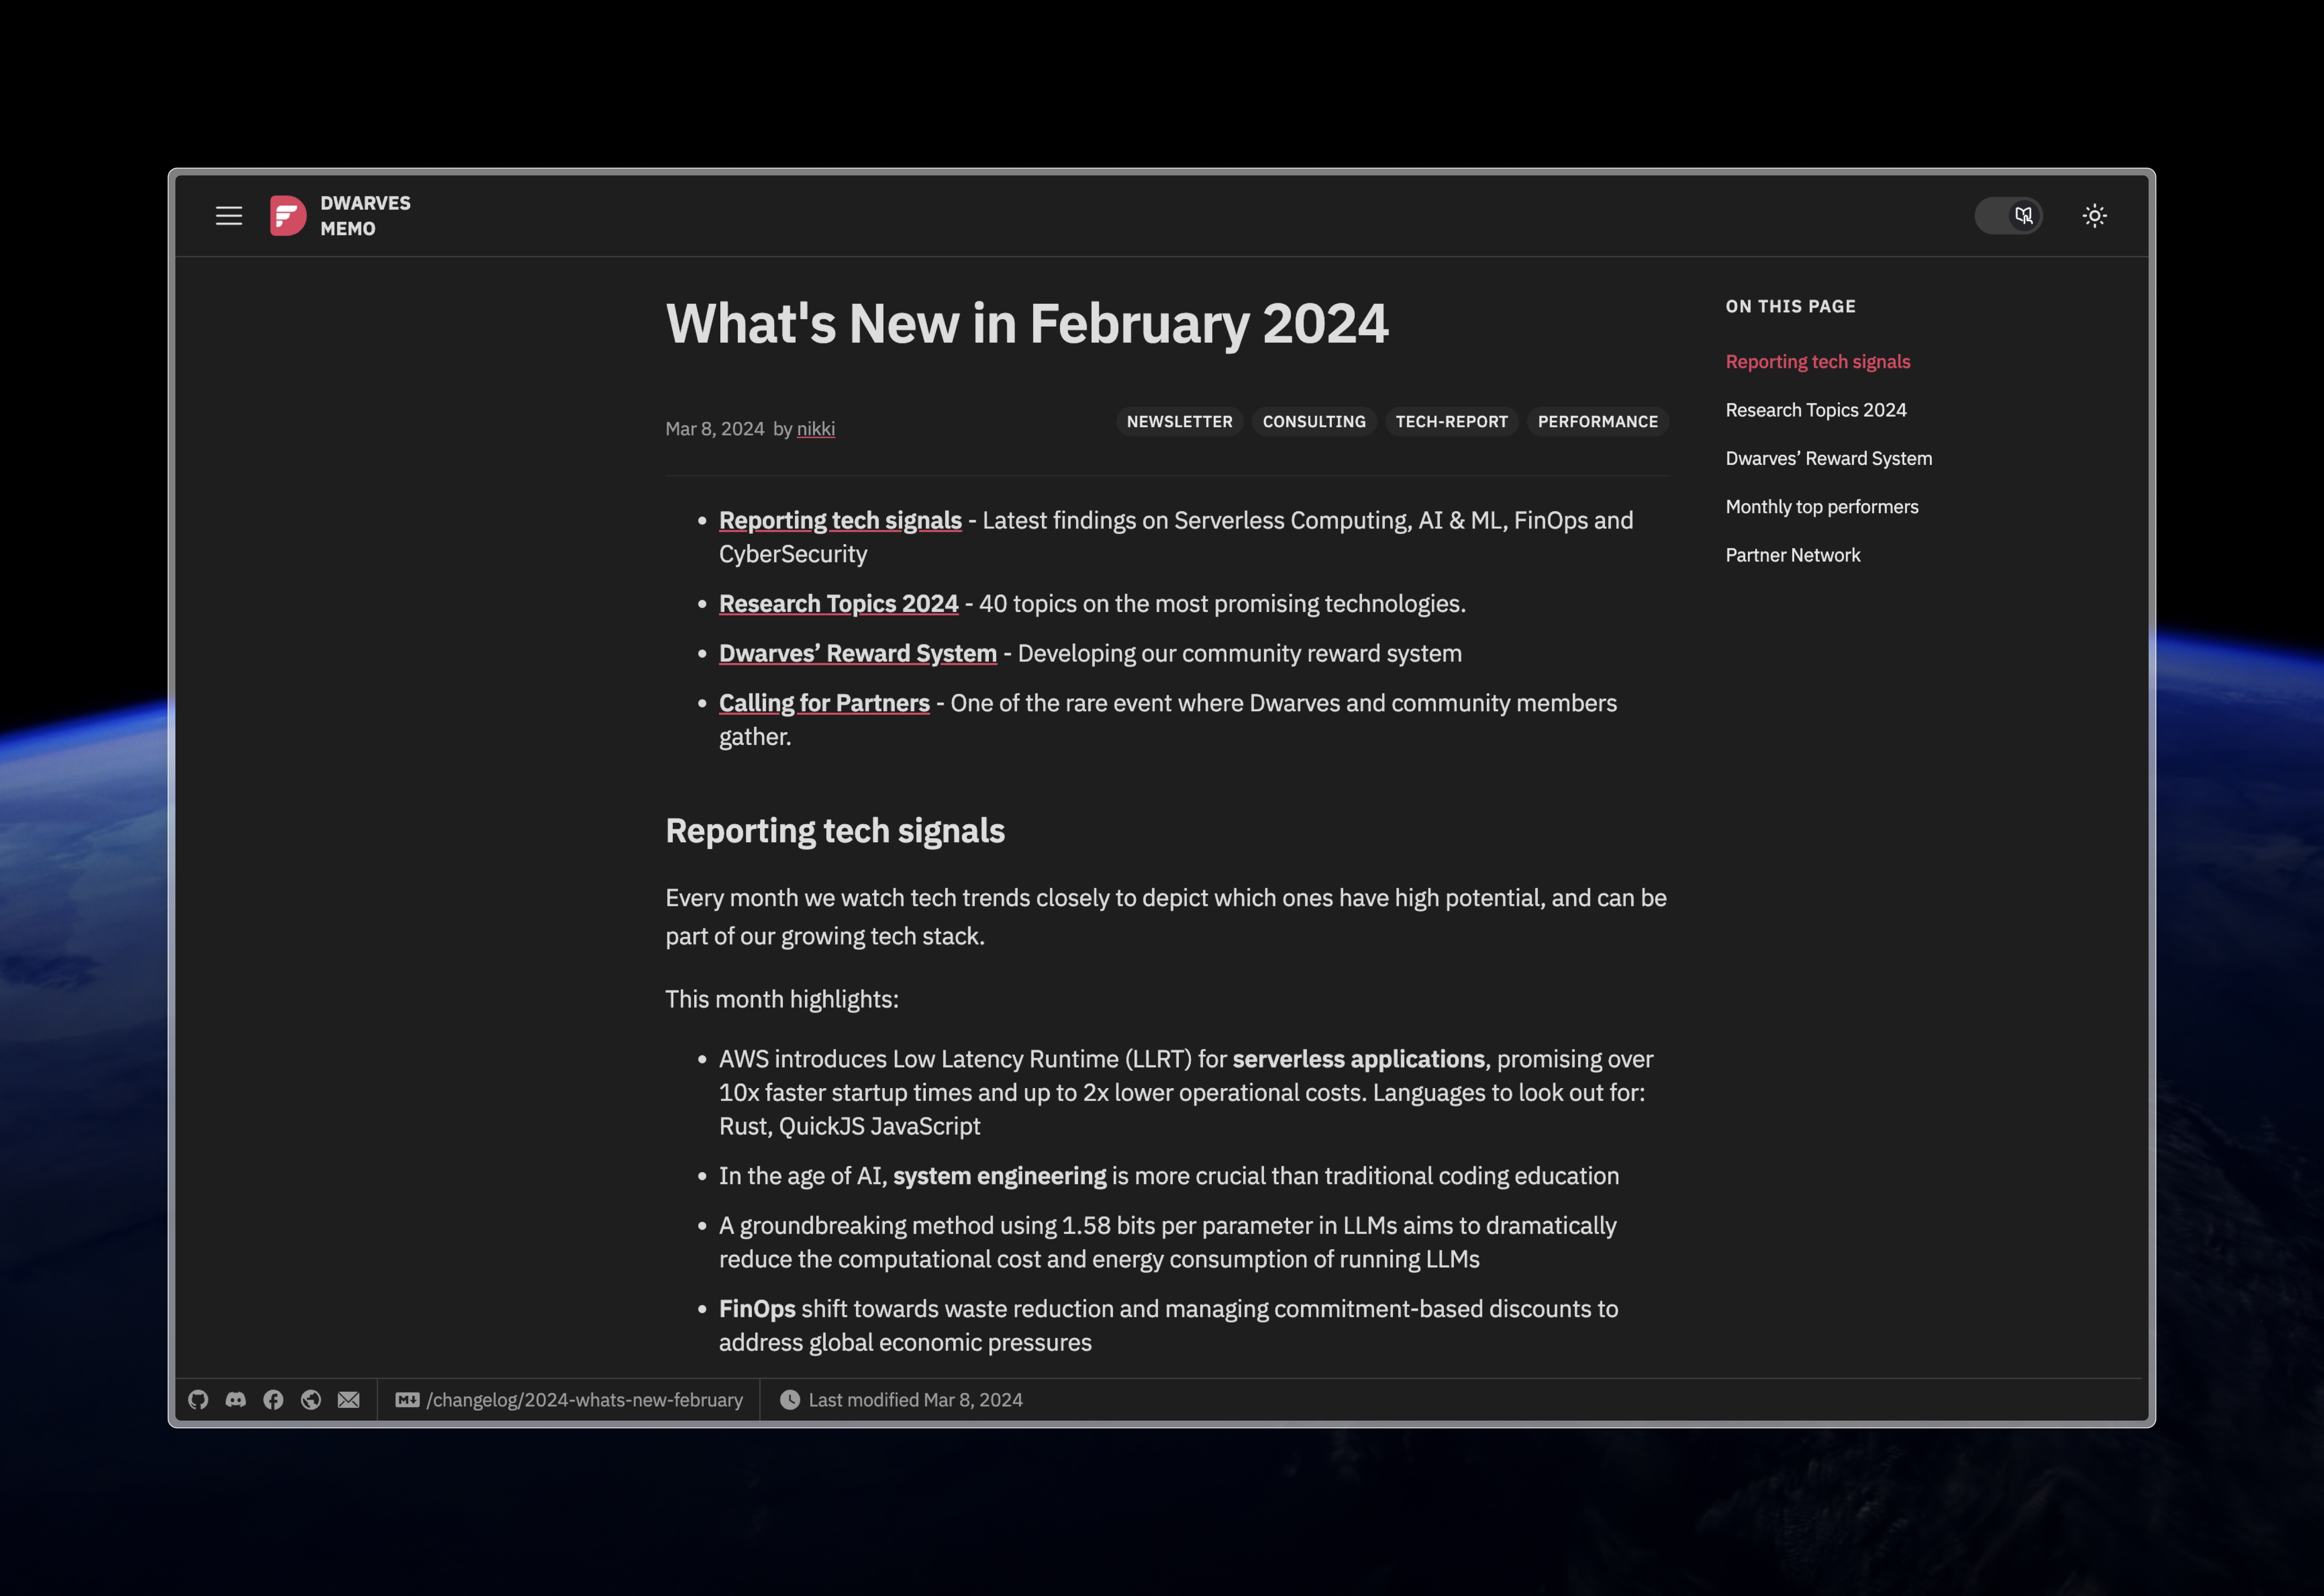 DWARVES
MEMO
What's New in February 2024
Mar 8, 2024 by nikki
NEWSLETTER CONSULTING TECH-REPORT PERFORMANCE
• Reporting tech signals - Latest findings on Serverless Computing, AI & ML, FinOps and
CyberSecurity
• Research Topics 2024 - 40 topics on the most promising technologies.
• Dwarves’ Reward System - Developing our community reward system
• Calling for Partners - One of the rare event where Dwarves and community members
gather.
Reporting tech signals
Every month we watch tech trends closely to depict which ones have high potential, and can be
part of our growing tech stack.
This month highlights:
• AWS introduces Low Latency Runtime (LLRT) for serverless applications, promising over
10x faster startup times and up to 2x lower operational costs. Languages to look out for:
Rust, QuickJS JavaScript
• In the age of AI, system engineering is more crucial than traditional coding education
• A groundbreaking method using 1.58 bits per parameter in LLMs aims to dramatically
reduce the computational cost and energy consumption of running LLMs
• FinOps shift towards waste reduction and managing commitment-based discounts to
address global economic pressures
ON THIS PAGE
Reporting tech signals
Research Topics 2024
Dwarves’ Reward System
Monthly top performers
Partner Network
M↓ /changelog/2024-whats-new-february
Last modified Mar 8, 2024